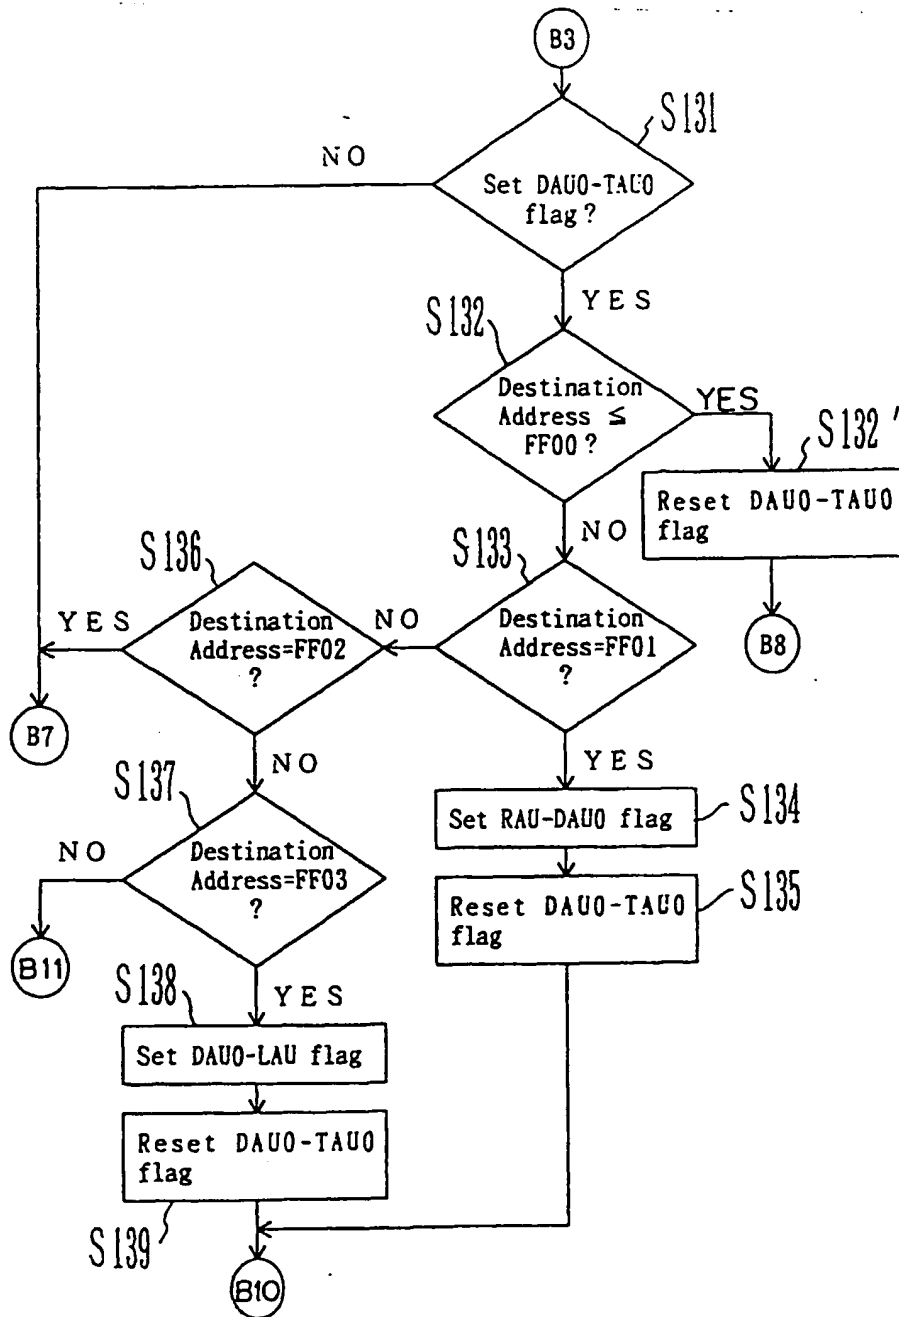 B3
S131
NO
Set DAU0-TAU0
flag?
YES
S132
Destination
Address ≤
FF00?
YES
S132'
Reset DAU0-TAU0
flag
B8
NO
S133
Destination
Address=FF01
?
NO
S136
Destination
Address=FF02
?
YES
B7
NO
S137
Destination
Address=FF03
?
NO
B11
YES
S134
Set RAU-DAU0 flag
S135
Reset DAU0-TAU0
flag
YES
S138
Set DAU0-LAU flag
Reset DAU0-TAU0
flag
S139
B10